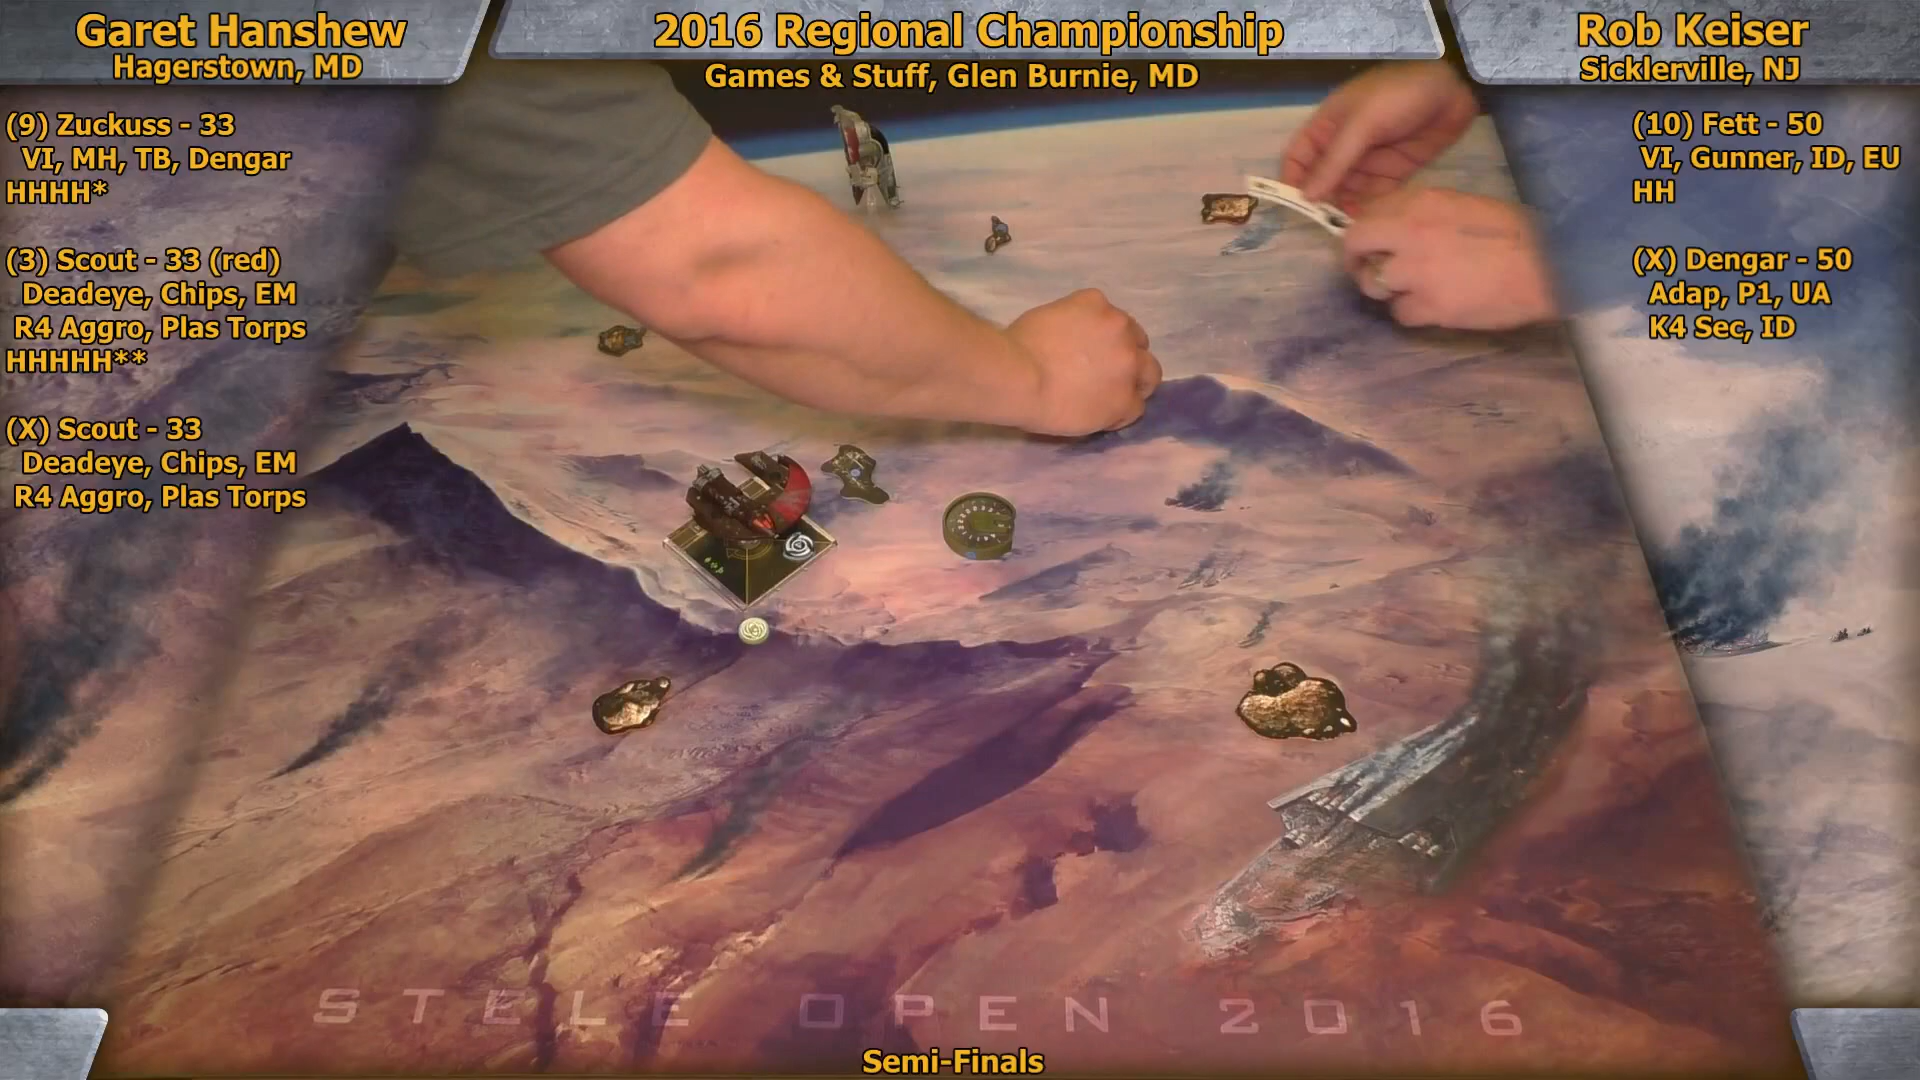 Garet Hanshew
Hagerstown, MD
2016 Regional Championship
Games & Stuff, Glen Burnie, MD
Rob Keiser
Sicklerville, NJ
(9) Zuckuss - 33
VI, MH, TB, Dengar
HHHH*
(3) Scout - 33 (red)
Deadeye, Chips, EM
R4 Aggro, Plas Torps
HHHHH**
(X) Scout - 33
Deadeye, Chips, EM
R4 Aggro, Plas Torps
(10) Fett - 50
VI, Gunner, ID, EU
HH
(X) Dengar - 50
Adap, P1, UA
K4 Sec, ID
STELE OPEN 2016
Semi-Finals